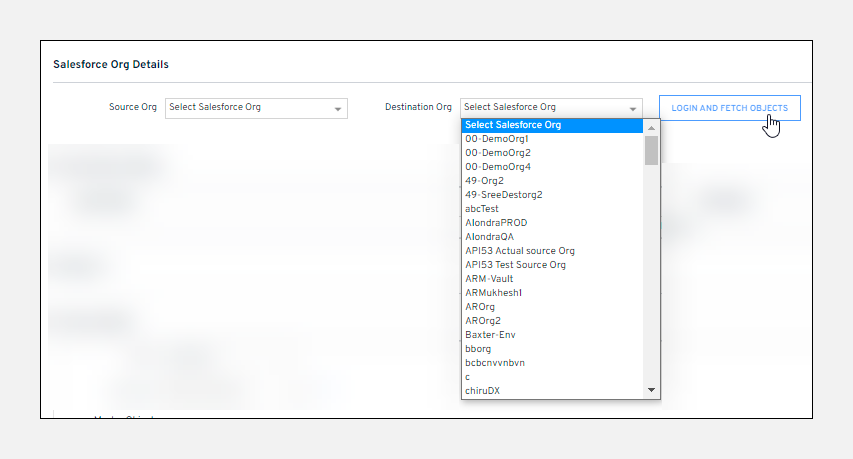 Salesforce Org Details
Source Org Select Salesforce Org Destination Org Select Salesforce Org LOGIN AND FETCH OBJECTS
Select Salesforce Org
00-DemoOrg1
00-DemoOrg2
00-DemoOrg4
49-Org2
49-SreeDestorg2
abcTest
AlondraPROD
AlondraQA
API53 Actual source Org
API53 Test Source Org
ARM-Vault
ARMukhesh1
AROrg
AROrg2
Baxter-Env
bborg
bcbcnvvnbvn
c
chiruDX